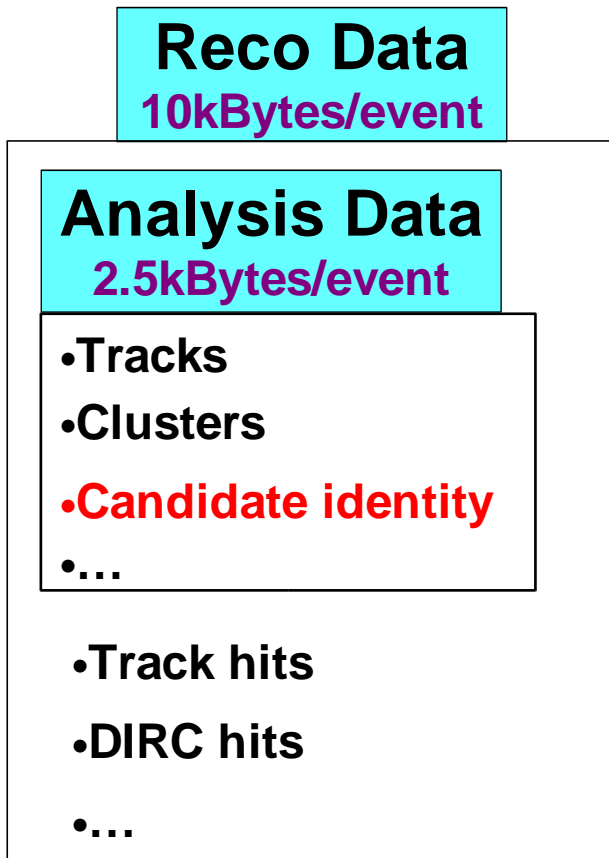 Reco Data
10kBytes/event
Analysis Data
2.5kBytes/event
•Tracks
•Clusters
•Candidate identity
•...
•Track hits
•DIRC hits
•...